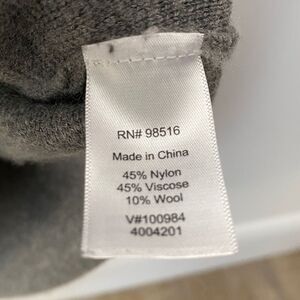 RN# 98516
Made in China
45% Nylon
45% Viscose
10% Wool
V#100984
4004201